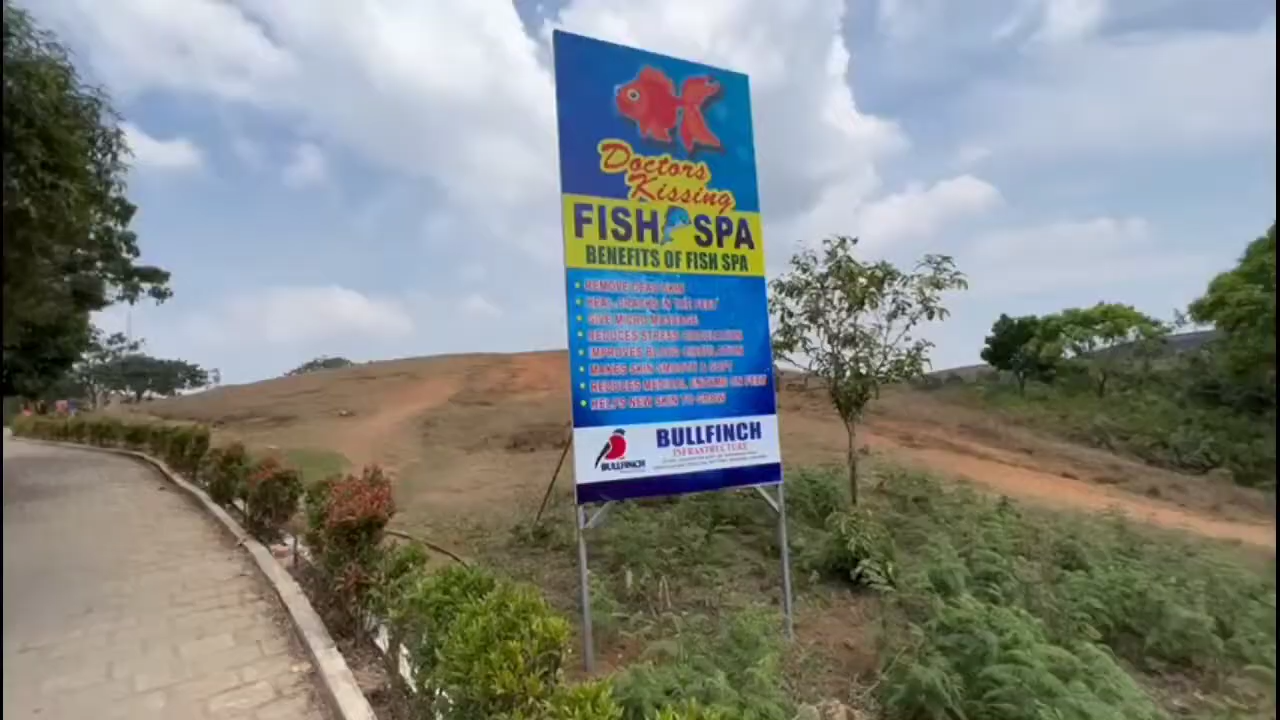 Doctors
Kissing
FISH SPA
BENEFITS OF FISH SPA
REMOVE DEAD SKIN
HEAL CRACKS IN THE FEET
GIVE MICRO MASSAGE
REDUCES STRESS CIRCULATION
IMPROVES BLOOD CIRCULATION
MAKES SKIN SMOOTH & SOFT
REDUCES MEDICAL ON FEET
HELPS NEW SKIN TO GROW
BULLFINCH
BULLFINCH
INFRASTRUCTURE